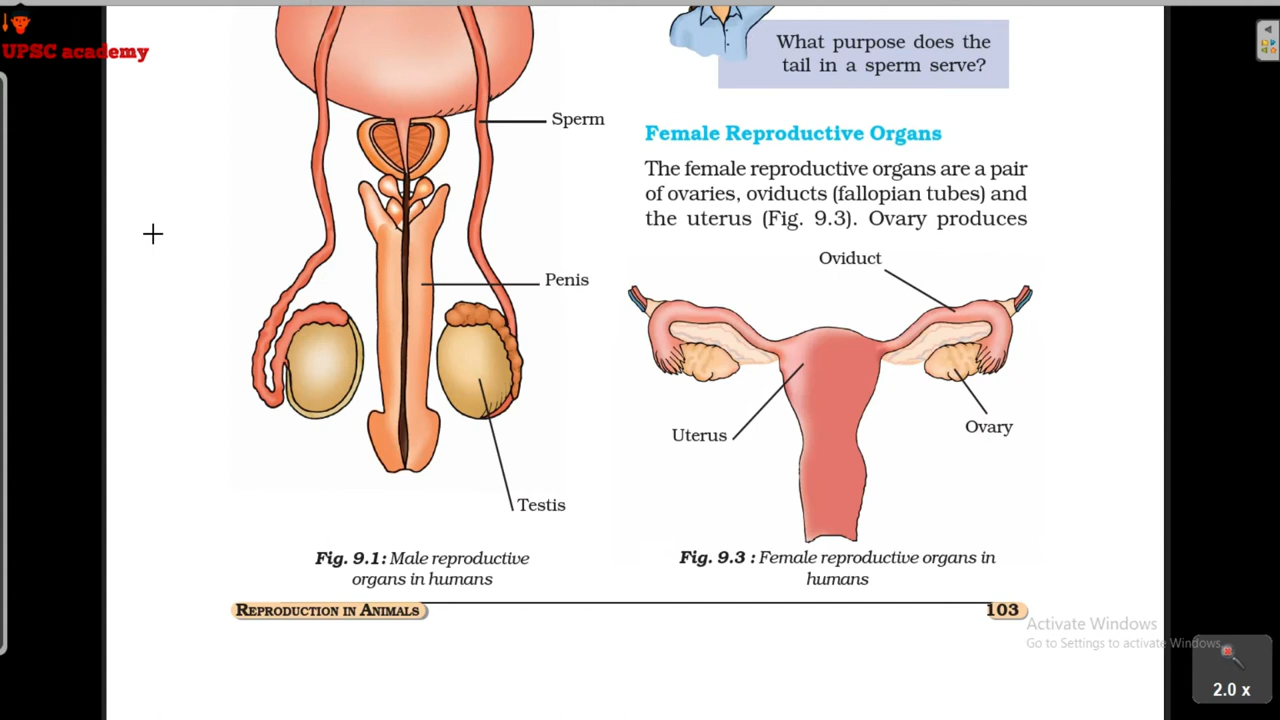 UPSC academy
What purpose does the
tail in a sperm serve?
Sperm
Penis
Testis
Fig. 9.1: Male reproductive
organs in humans
Female Reproductive Organs
The female reproductive organs are a pair
of ovaries, oviducts (fallopian tubes) and
the uterus (Fig. 9.3). Ovary produces
Oviduct
Uterus
Ovary
Fig. 9.3 : Female reproductive organs in
humans
REPRODUCTION IN ANIMALS
103
Activate Windows
Go to Settings to activate Windows.
2.0 x